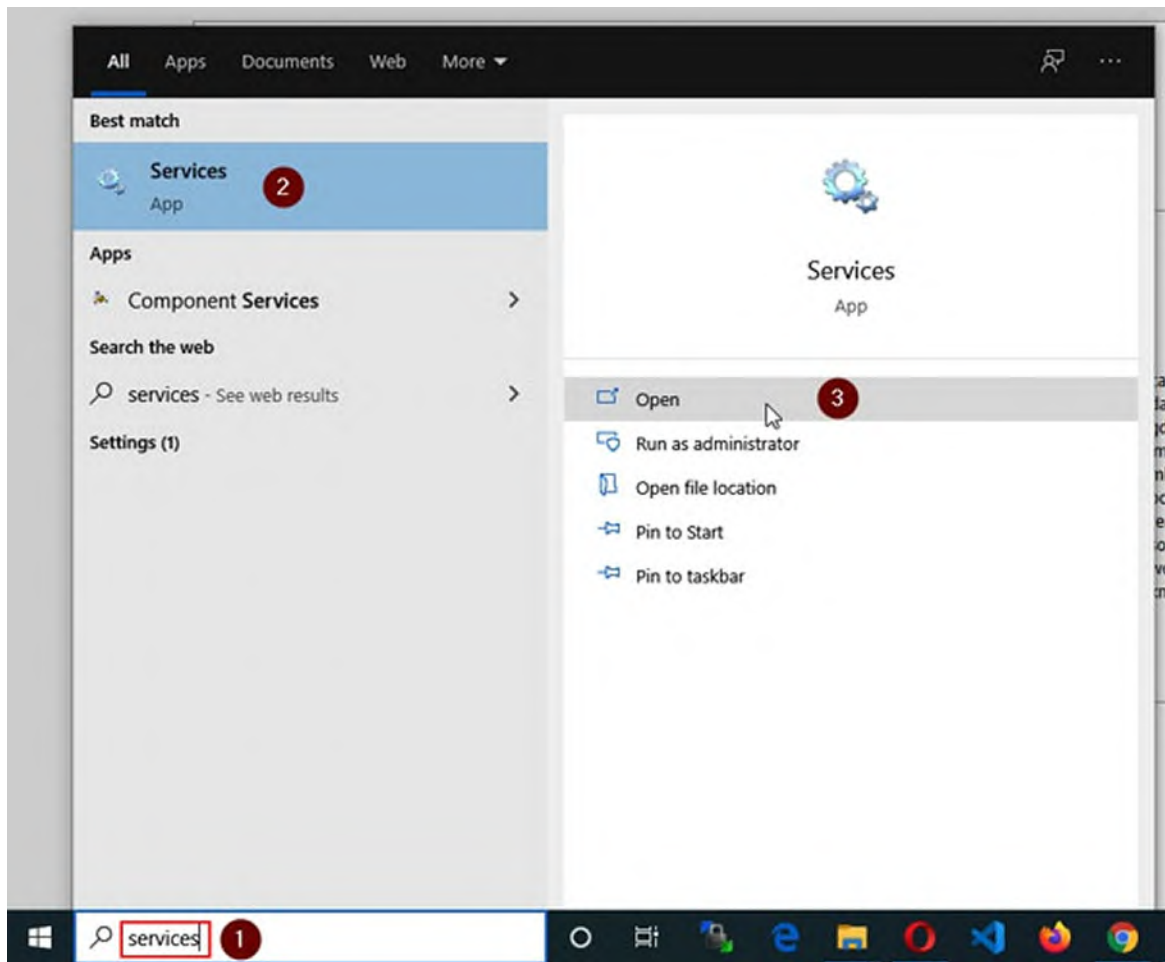 All Apps Documents Web More
Best match
Services
App
2
Apps
Component Services
Search the web
services - See web results
Settings (1)
Services
App
Open
3
Run as administrator
Open file location
Pin to Start
Pin to taskbar
services
1